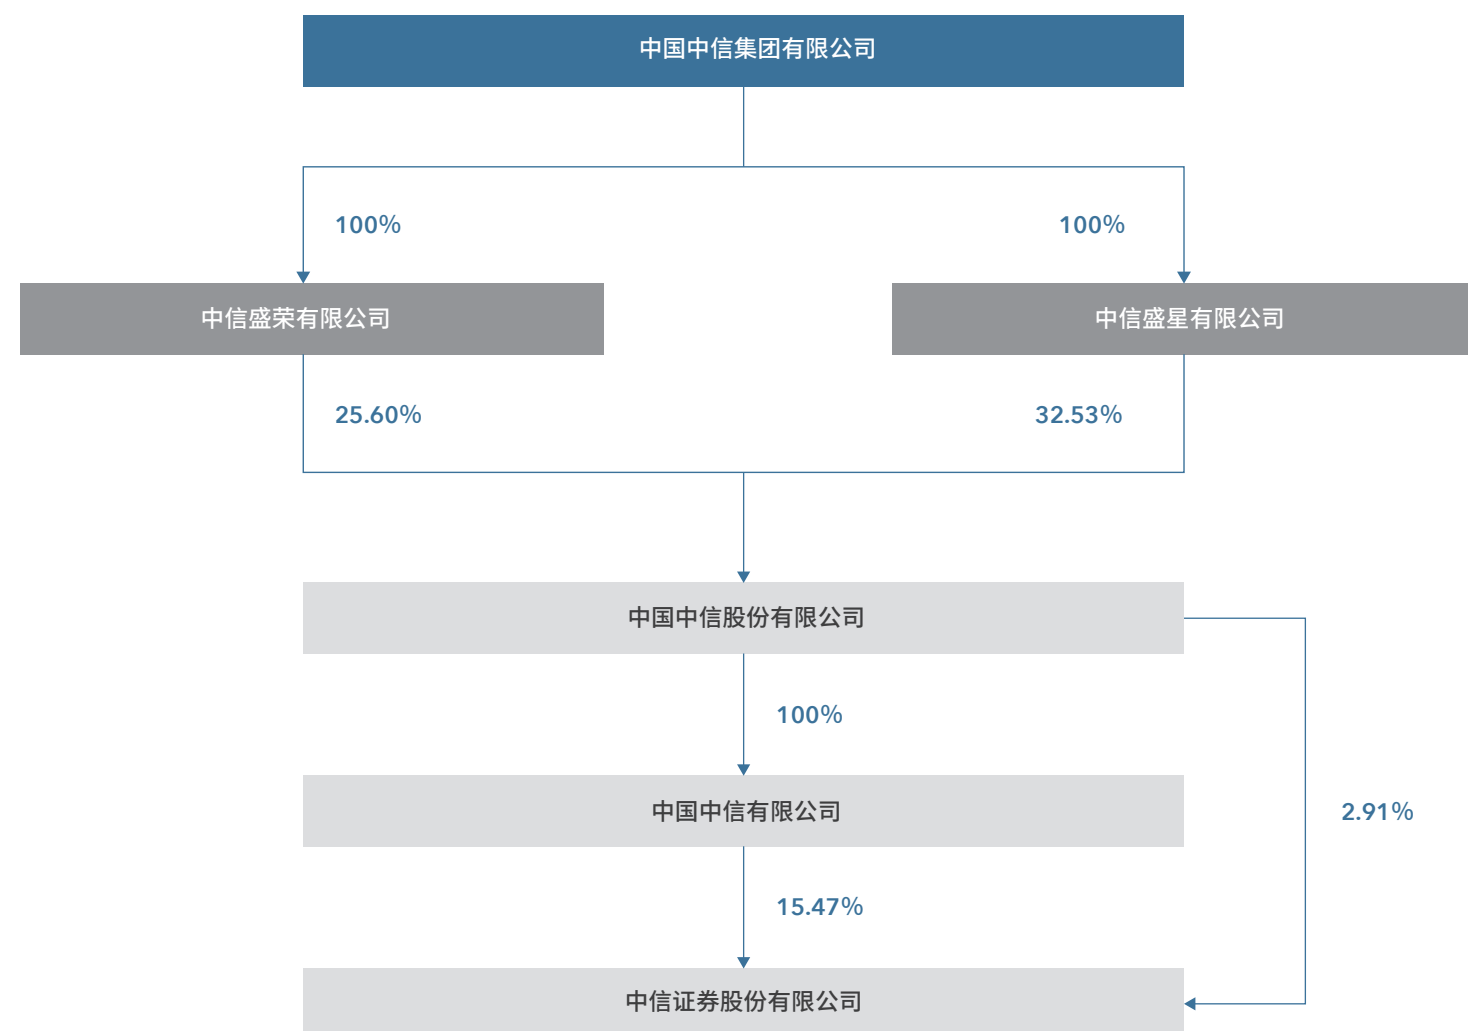 中国中信集团有限公司
100%
100%
中信盛荣有限公司
中信盛星有限公司
25.60%
32.53%
中国中信股份有限公司
100%
中国中信有限公司
2.91%
15.47%
中信证券股份有限公司